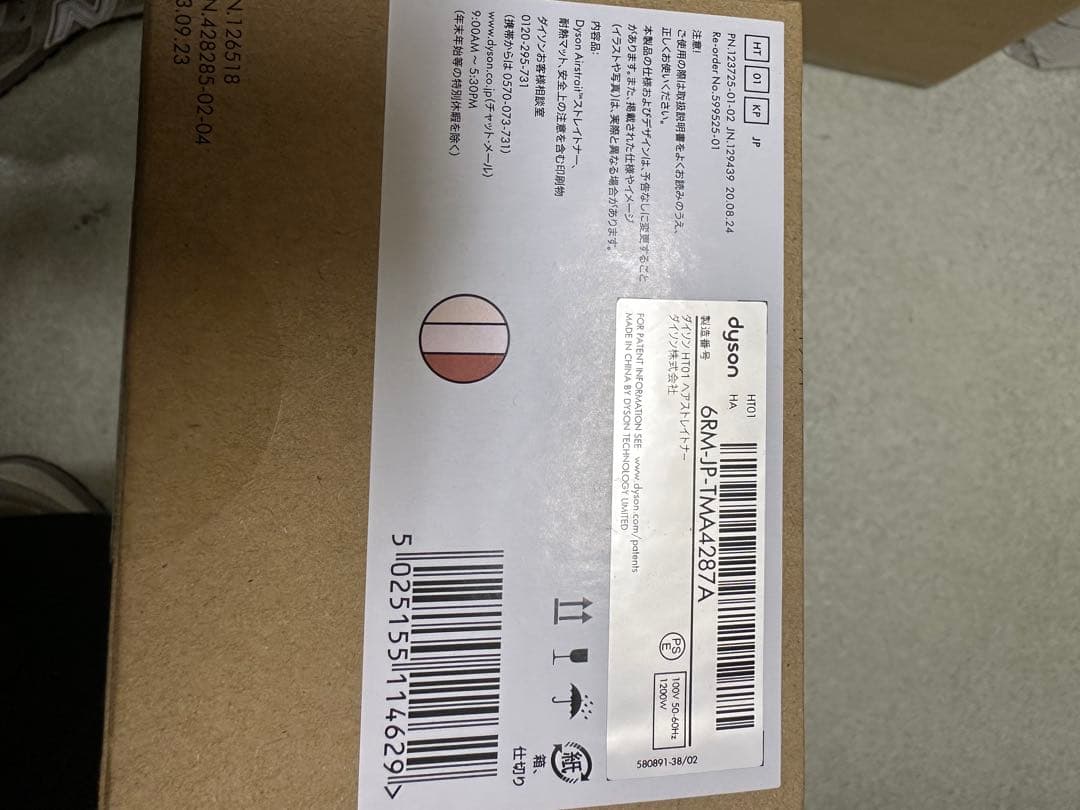 HT 01 KP JP
PN.123725-01-02 JN.129439 20.08.24
Re-order No.599525-01
注意!
ご使用の際は取扱説明書をよくお読みのうえ、
正しくお使いください。
本製品の仕様およびデザインは、予告なしに変更すること
があります。また、掲載された仕様やイメージ
(イラストや写真)は、実際と異なる場合があります。
内容品:
Dyson Airstrait™ストレイトナー、
耐熱マット、安全上の注意を含む印刷物
ダイソンお客様相談室
0120-295-731
(携帯からは 0570-073-731)
www.dyson.co.jp(チャット・メール)
9:00AM ~ 5:30PM
(年末年始等の特別休暇を除く)
dyson HT01
HA
製造番号 6RM-JP-TMA4287A
ダイソン HT01 ヘアストレイトナー
ダイソン株式会社
PS
E
100V 50-60Hz
1200W
FOR PATENT INFORMATION SEE www.dyson.com/patents
MADE IN CHINA BY DYSON TECHNOLOGY LIMITED
580891-38/02
紙
箱、
仕切り
5 025155 114629 >
N.126518
N.428285-02-04
3.09.23